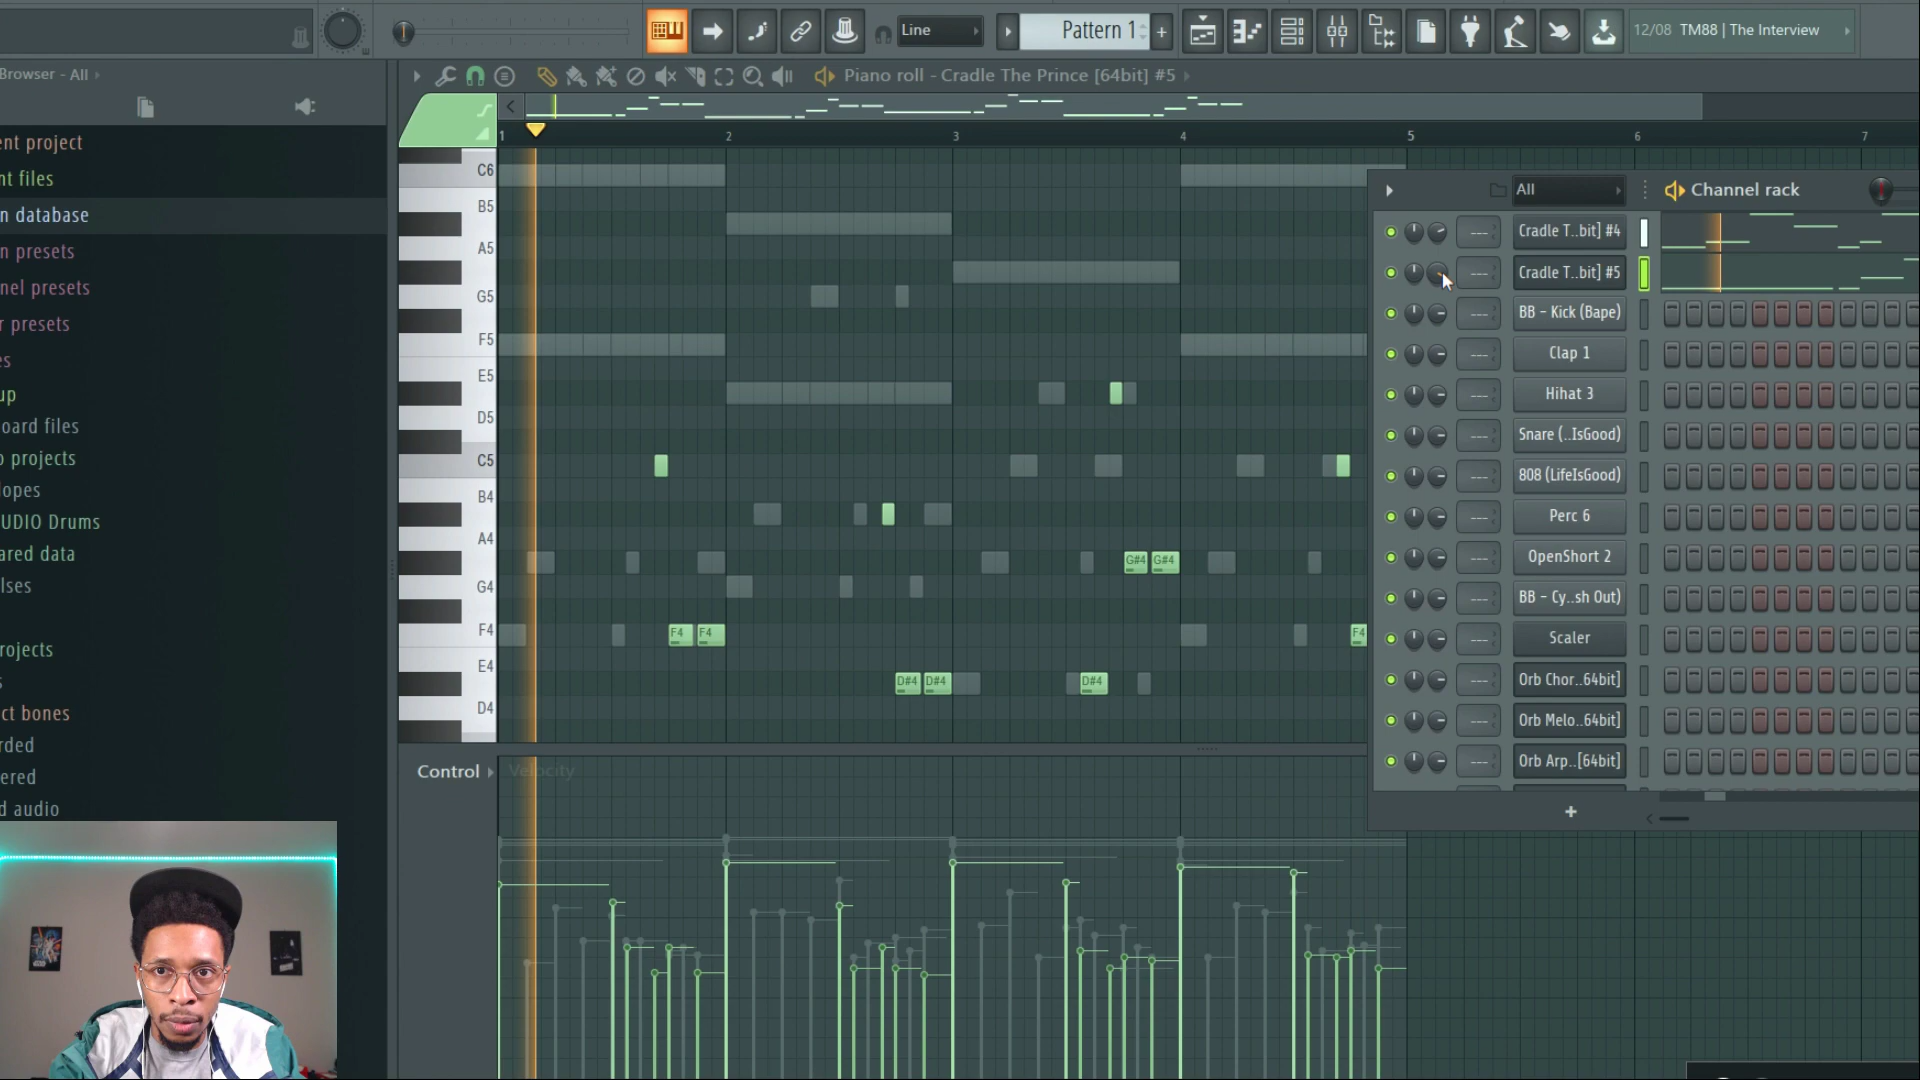 Line
Pattern 1
+
12/08 TM88 | The Interview
Browser - All
Piano roll - Cradle The Prince [64bit] #5
1 2 3 4 5 6 7
ent project
nt files
n database
n presets
nel presets
r presets
es
up
oard files
o projects
lopes
UDIO Drums
ared data
lses
rojects
s
ct bones
rded
ered
d audio
C6
B5
A5
G5
F5
E5
D5
C5
B4
A4
G4
F4
E4
D4
G#4 G#4
F4 F4 F4
D#4 D#4 D#4
Control
Velocity
All
Channel rack
Cradle T..bit] #4
Cradle T..bit] #5
BB - Kick (Bape)
Clap 1
Hihat 3
Snare (..IsGood)
808 (LifeIsGood)
Perc 6
OpenShort 2
BB - Cy..sh Out)
Scaler
Orb Chor..64bit]
Orb Melo..64bit]
Orb Arp..[64bit]
+